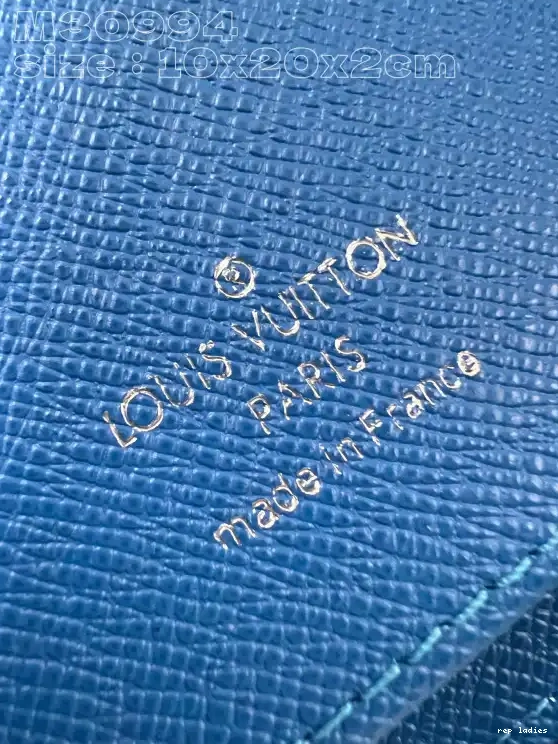 M30994
size : 10x20x2cm
®
LOUIS VUITTON
PARIS
made in France
rep ladies